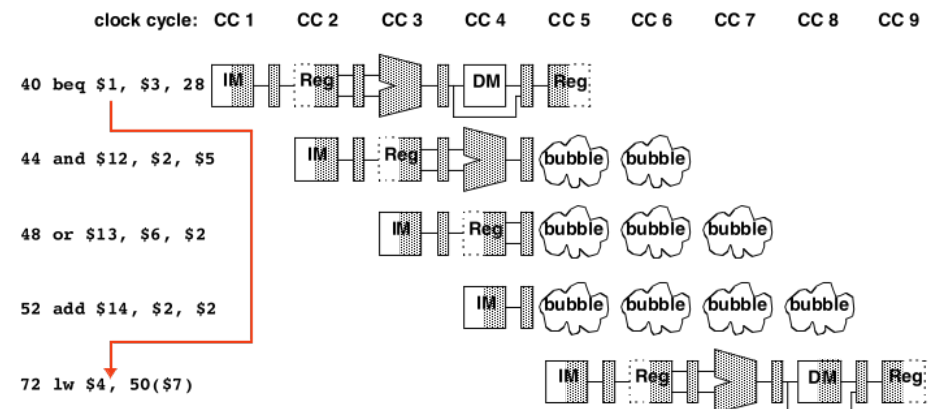 clock cycle: CC 1 CC 2 CC 3 CC 4 CC 5 CC 6 CC 7 CC 8 CC 9
40 beq $1, $3, 28 IM Reg DM Reg
44 and $12, $2, $5 IM Reg bubble bubble
48 or $13, $6, $2 IM Reg bubble bubble bubble
52 add $14, $2, $2 IM bubble bubble bubble bubble
72 lw $4, 50($7) IM Reg DM Reg